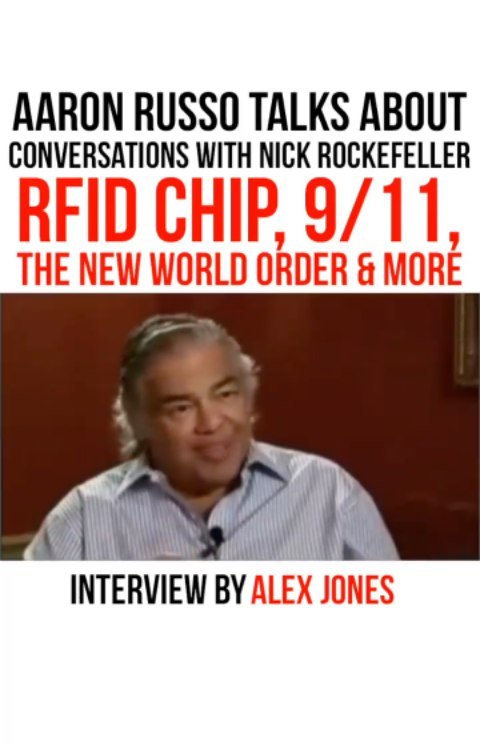 AARON RUSSO TALKS ABOUT
CONVERSATIONS WITH NICK ROCKEFELLER
RFID CHIP, 9/11,
THE NEW WORLD ORDER & MORE
INTERVIEW BY ALEX JONES